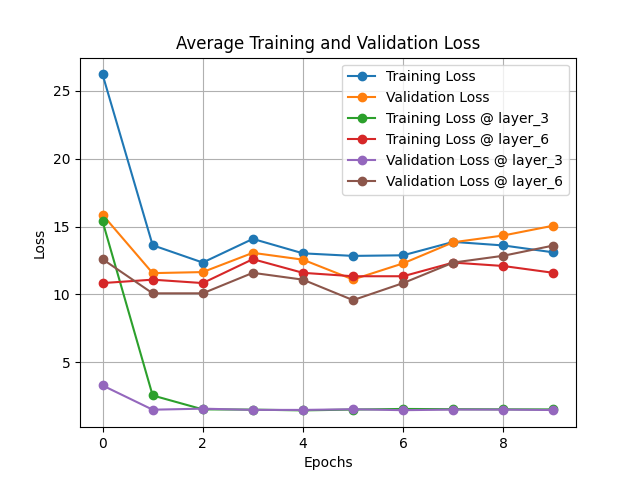 Average Training and Validation Loss
Training Loss
Validation Loss
Training Loss @ layer_3
Training Loss @ layer_6
Validation Loss @ layer_3
Validation Loss @ layer_6
Loss
25
20
15
10
5
0 2 4 6 8
Epochs